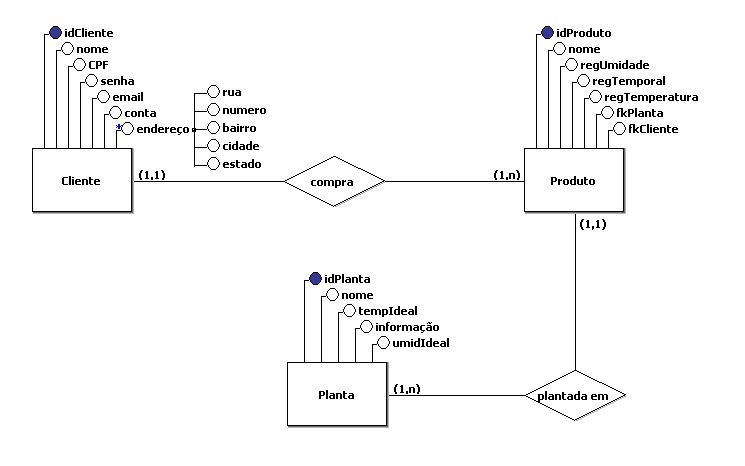 idCliente
nome
CPF
senha
email
conta
* endereço
rua
numero
bairro
cidade
estado
Cliente
(1,1)
compra
(1,n)
idProduto
nome
regUmidade
regTemporal
regTemperatura
fkPlanta
fkCliente
Produto
(1,1)
idPlanta
nome
tempIdeal
informação
umidIdeal
Planta
(1,n)
plantada em